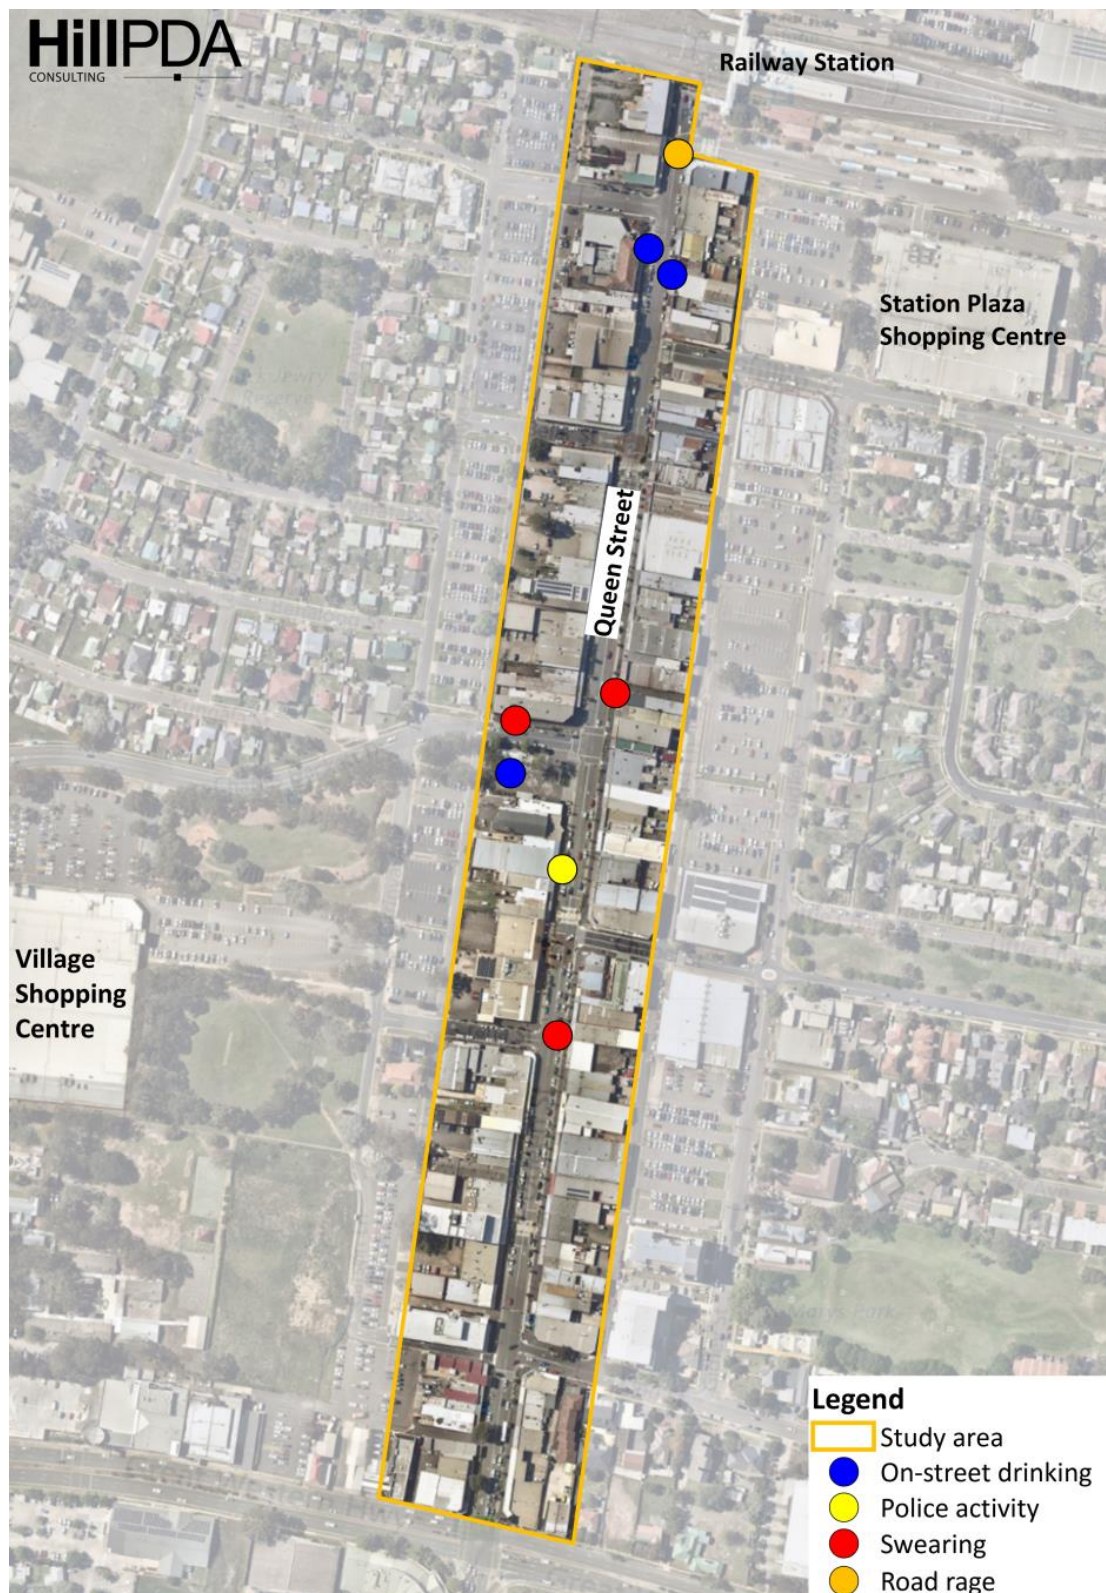 HillPDA
CONSULTING
Railway Station
Station Plaza
Shopping Centre
Queen Street
Village
Shopping
Centre
Legend
Study area
On-street drinking
Police activity
Swearing
Road rage